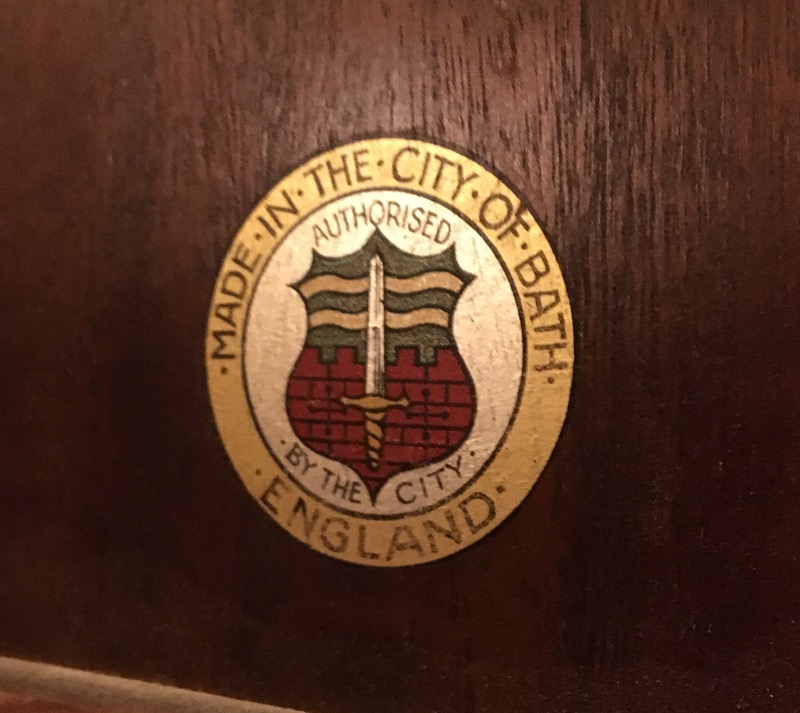 ·MADE·IN·THE·CITY·OF·BATH·
AUTHORISED
·BY THE CITY·
·ENGLAND·